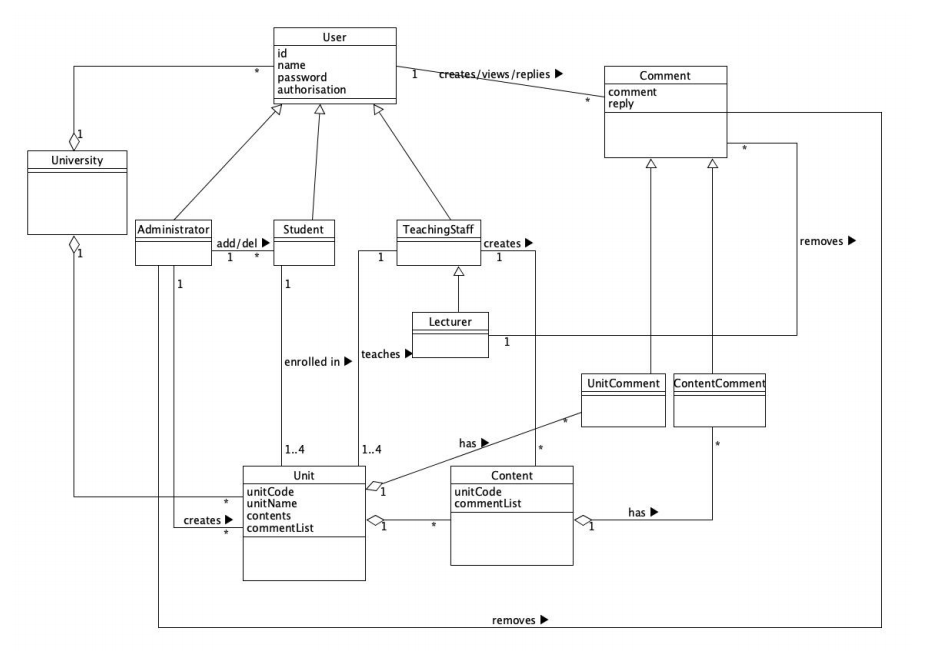 User
id
name
password
authorisation
*
1
creates/views/replies ▶
*
Comment
comment
reply
*
1
University
1
Administrator
add/del ▶
1
*
Student
TeachingStaff
creates ▶
1
1
removes ▶
1
1
Lecturer
1
enrolled in ▶
teaches ▶
UnitComment
ContentComment
*
has ▶
*
*
1..4
1..4
Unit
unitCode
unitName
contents
commentList
1
Content
unitCode
commentList
*
creates ▶
*
1
*
1
has ▶
removes ▶